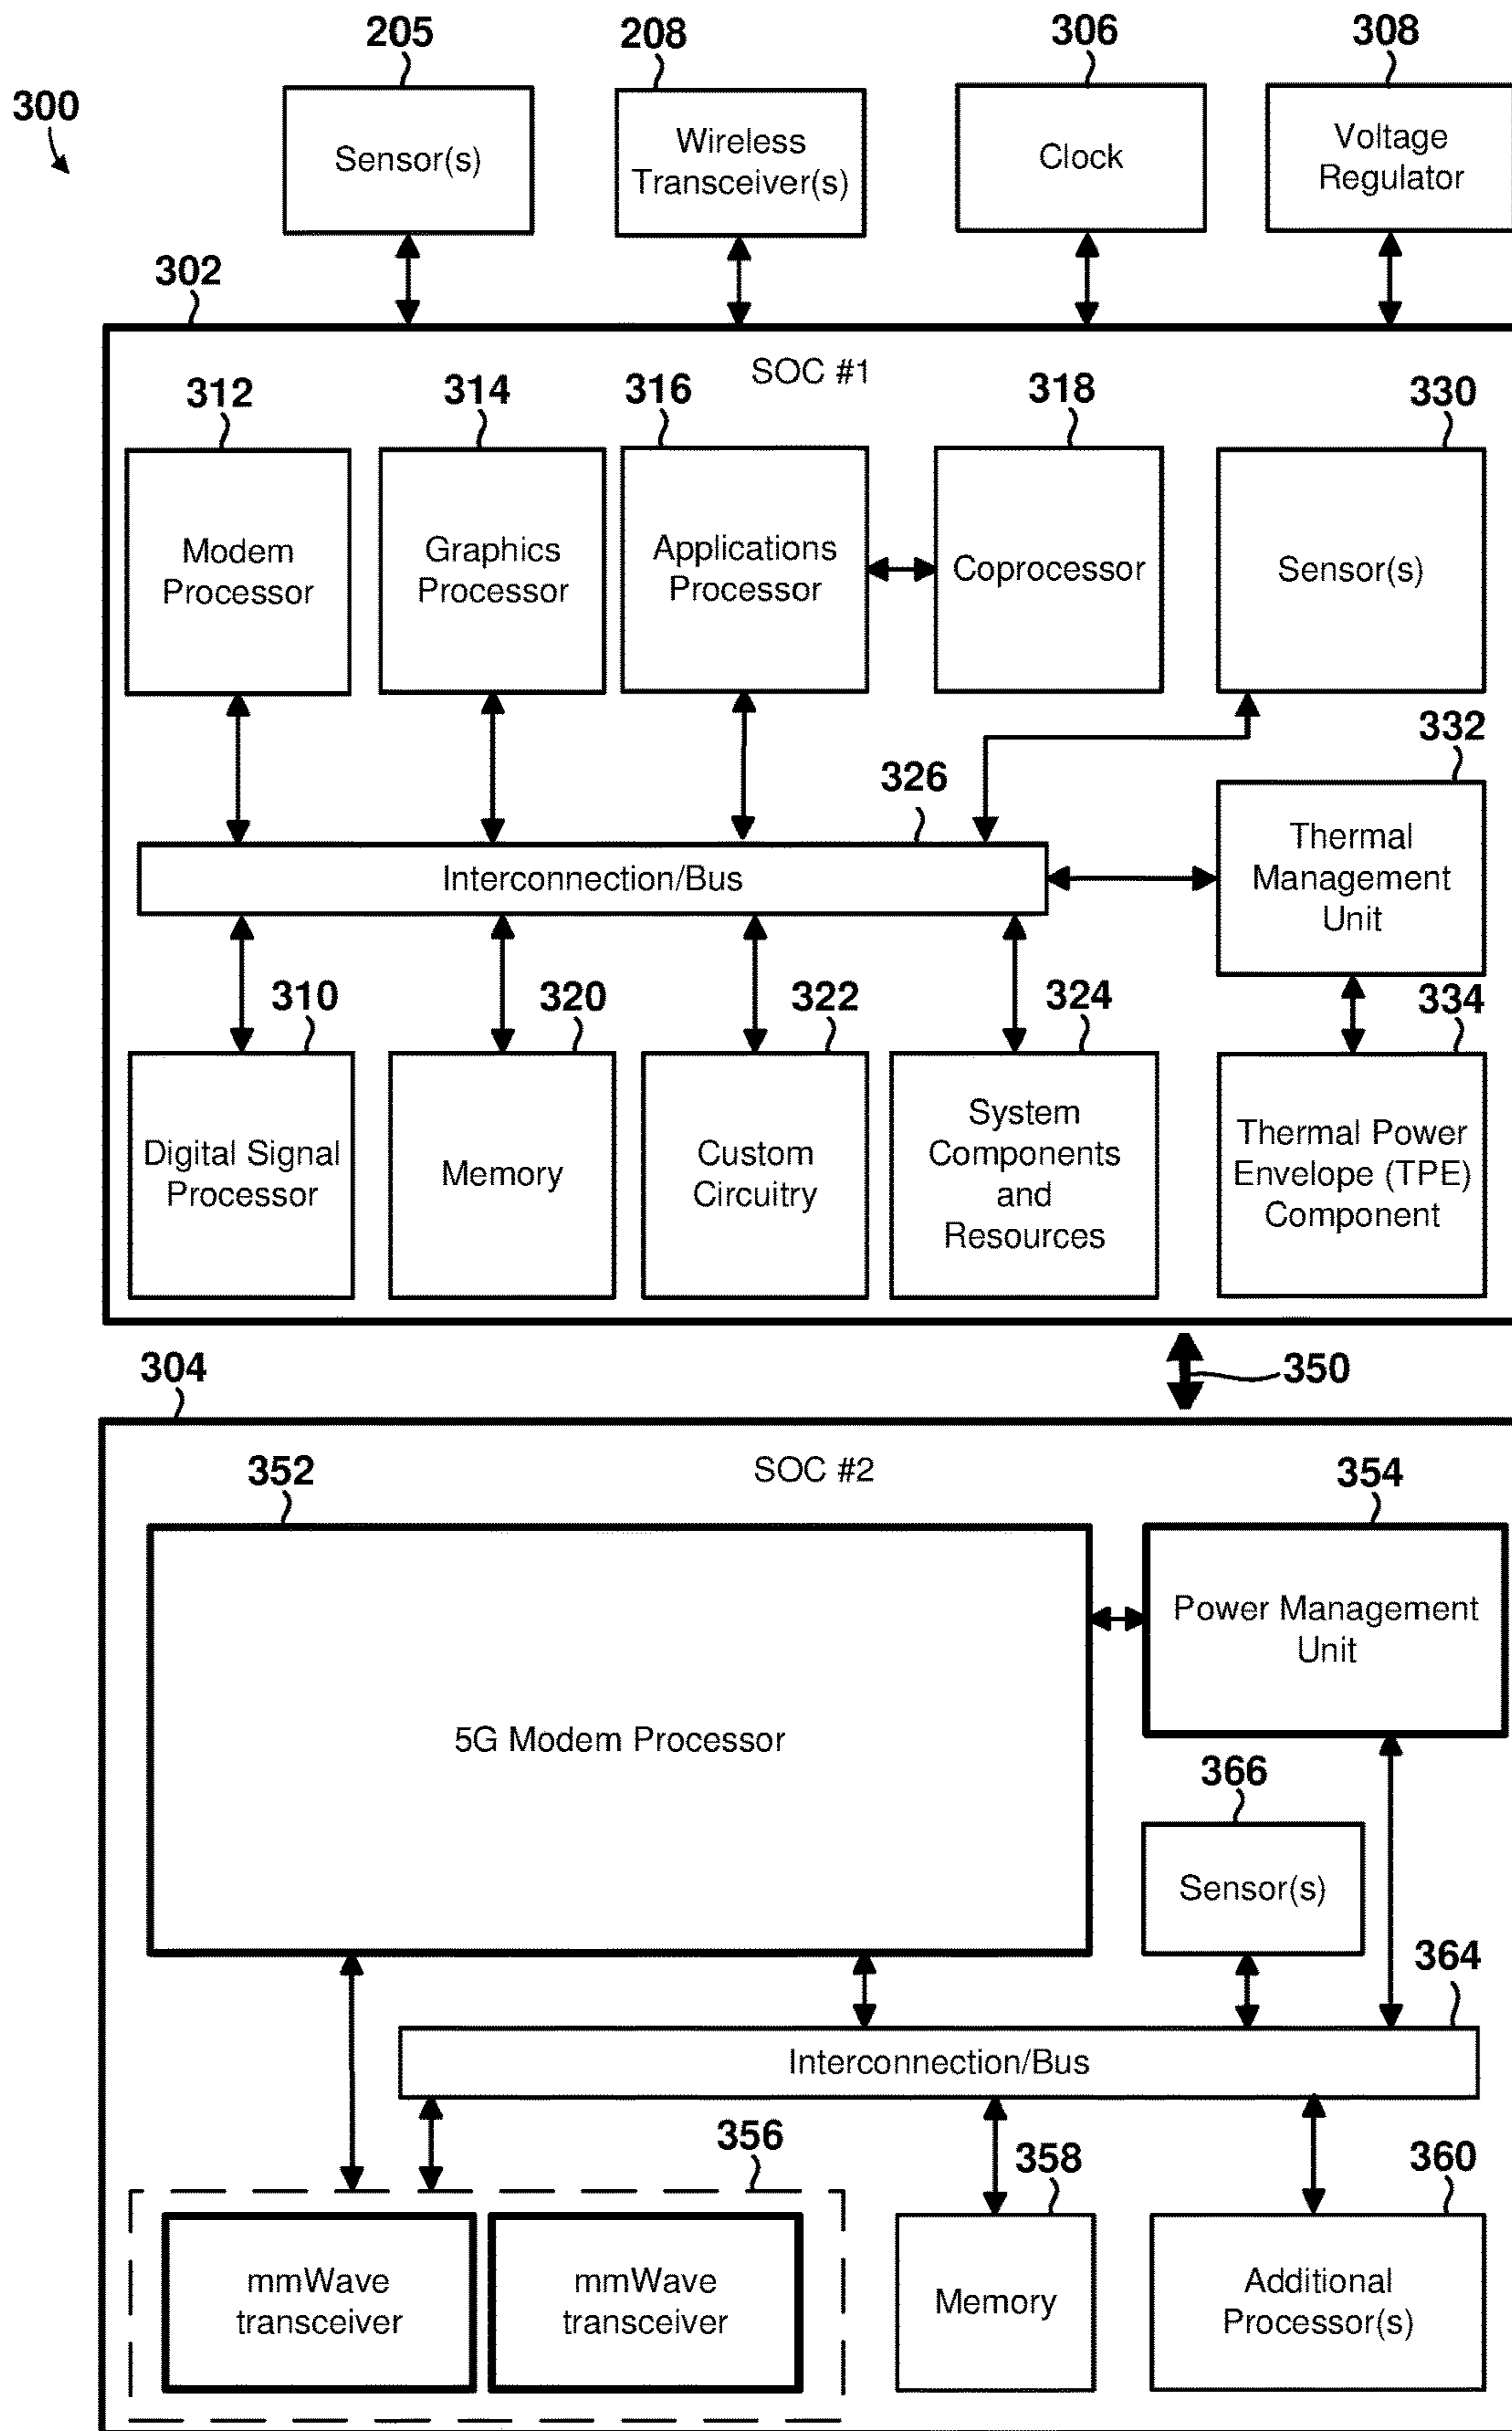 205
208
306
308
300
Sensor(s)
Wireless
Transceiver(s)
Clock
Voltage
Regulator
302
SOC #1
312
314
316
318
330
Modem
Processor
Graphics
Processor
Applications
Processor
Coprocessor
Sensor(s)
332
326
Interconnection/Bus
Thermal
Management
Unit
310
320
322
324
334
Digital Signal
Processor
Memory
Custom
Circuitry
System
Components
and
Resources
Thermal Power
Envelope (TPE)
Component
304
350
SOC #2
352
354
5G Modem Processor
Power Management
Unit
366
Sensor(s)
364
Interconnection/Bus
356
358
360
mmWave
transceiver
mmWave
transceiver
Memory
Additional
Processor(s)